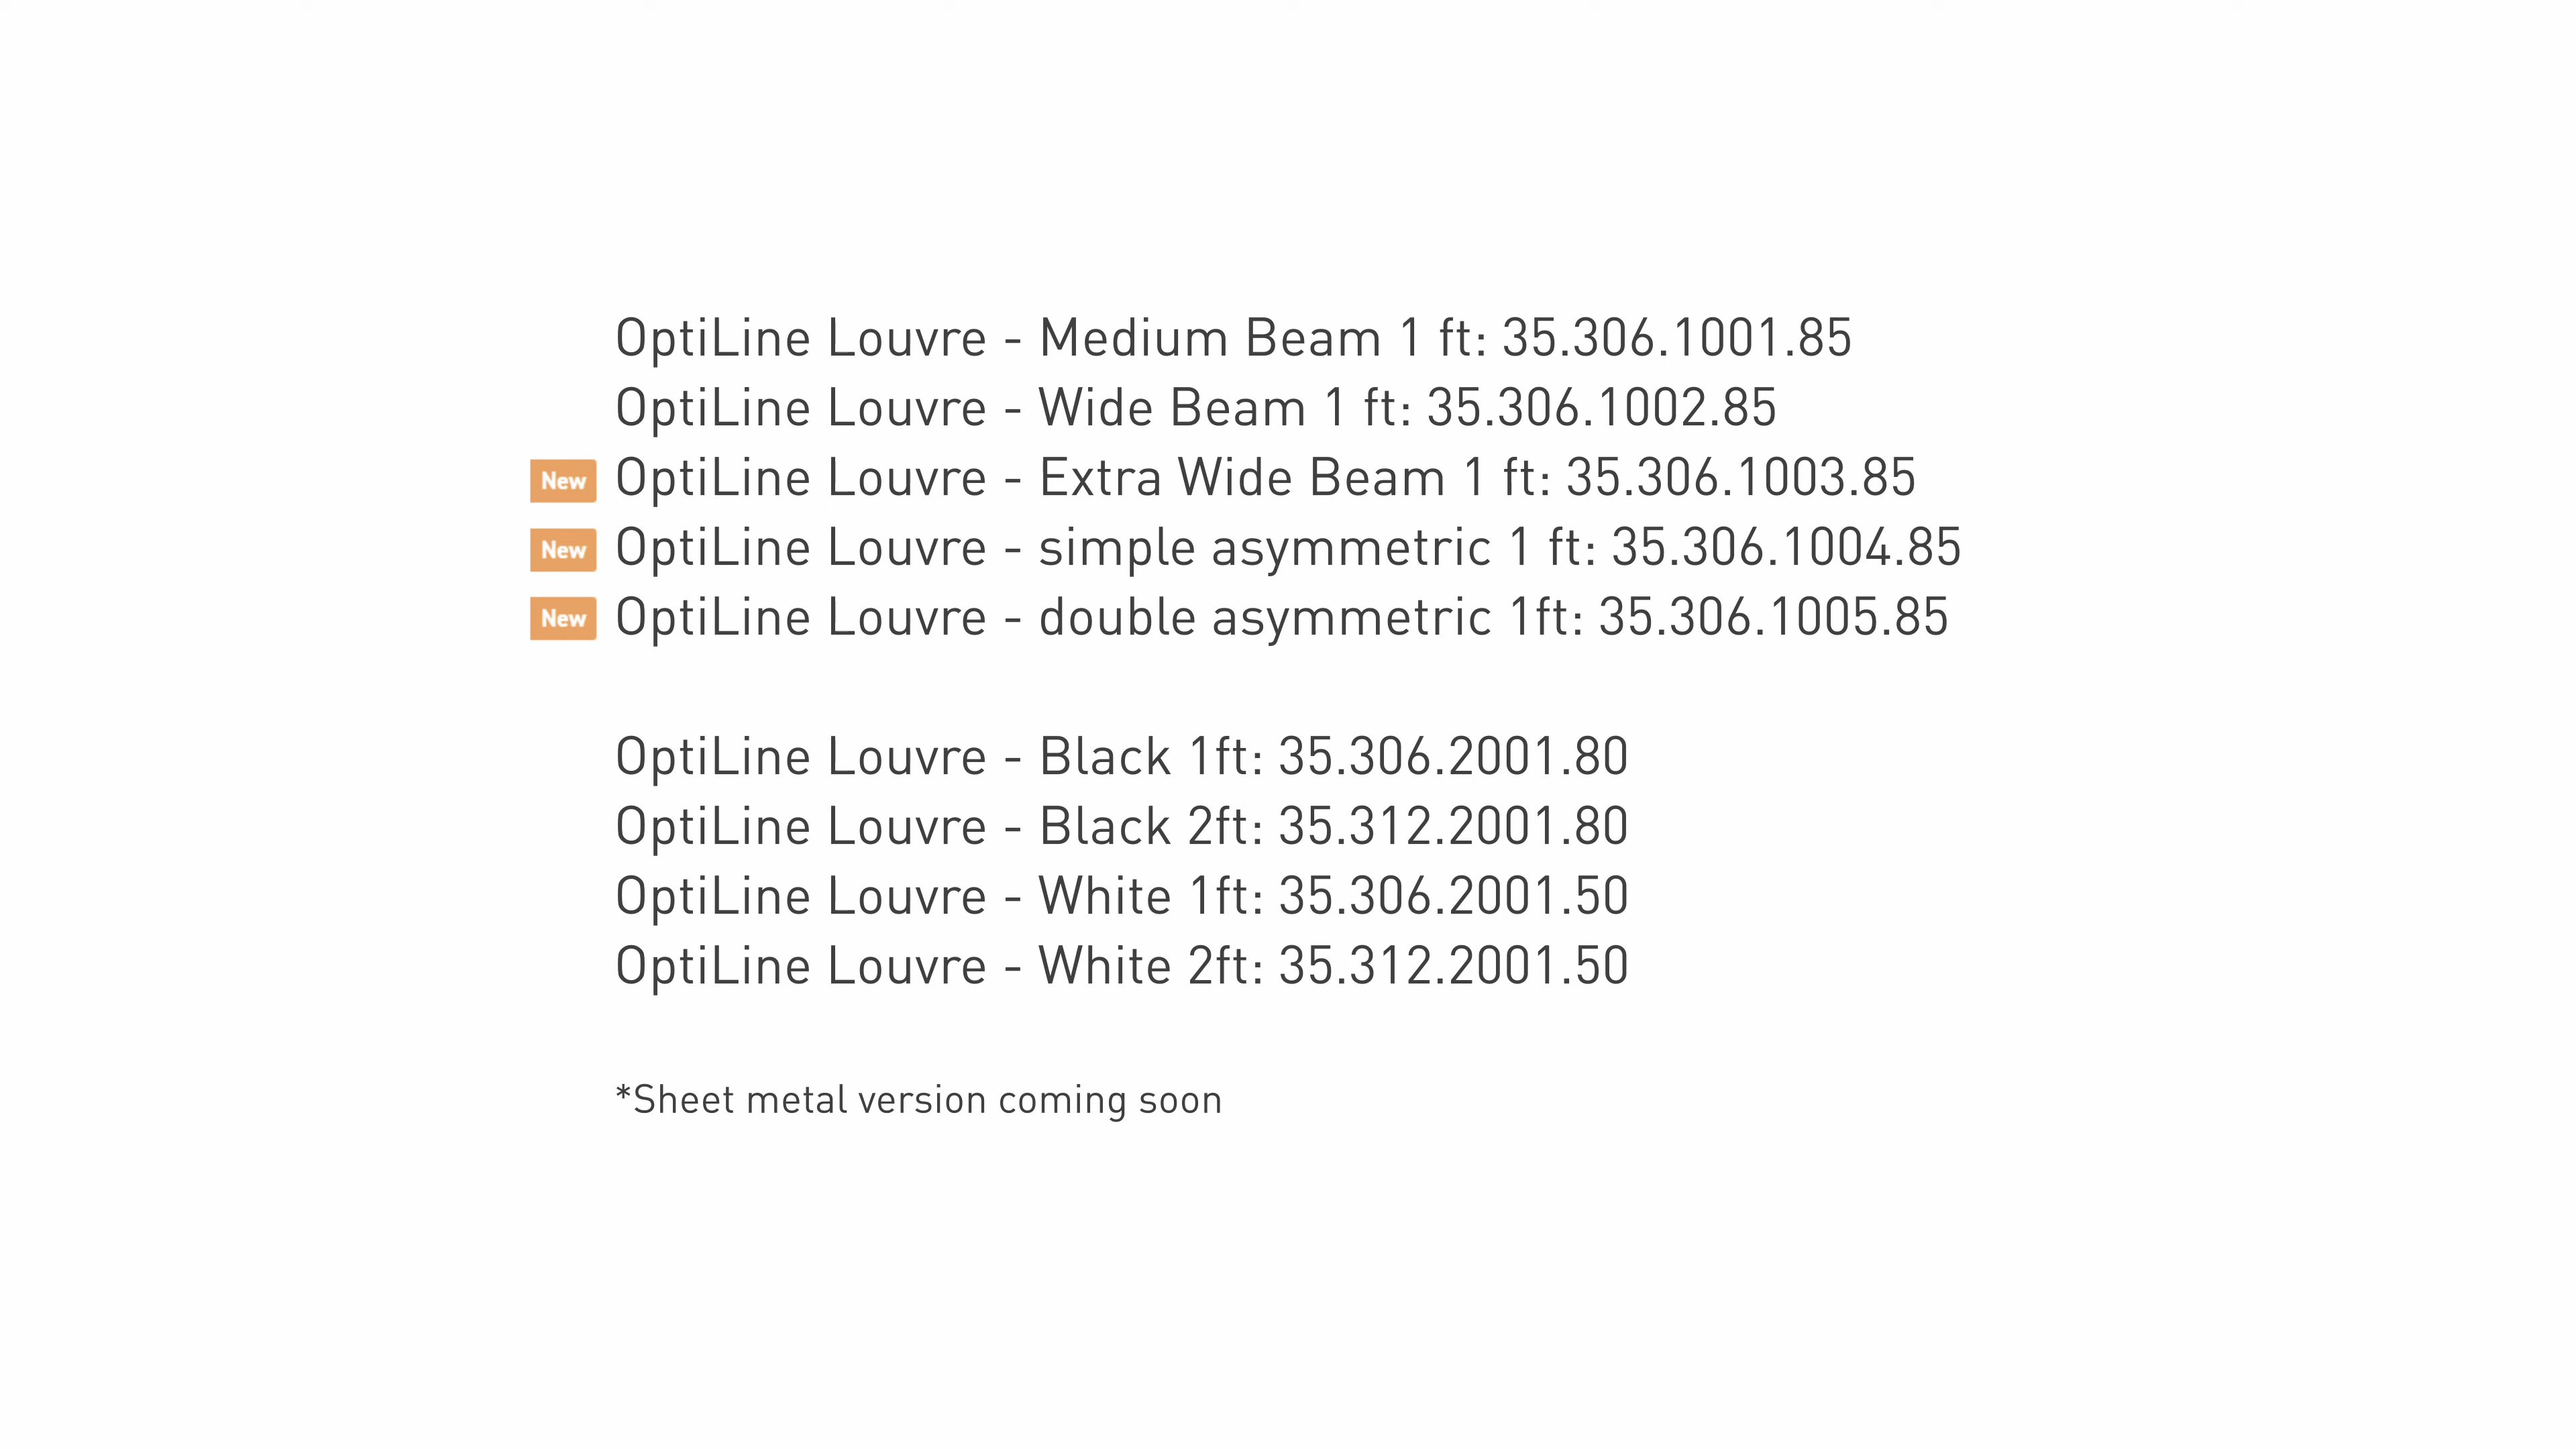 OptiLine Louvre - Medium Beam 1 ft: 35.306.1001.85
OptiLine Louvre - Wide Beam 1 ft: 35.306.1002.85
New OptiLine Louvre - Extra Wide Beam 1 ft: 35.306.1003.85
New OptiLine Louvre - simple asymmetric 1 ft: 35.306.1004.85
New OptiLine Louvre - double asymmetric 1ft: 35.306.1005.85
OptiLine Louvre - Black 1ft: 35.306.2001.80
OptiLine Louvre - Black 2ft: 35.312.2001.80
OptiLine Louvre - White 1ft: 35.306.2001.50
OptiLine Louvre - White 2ft: 35.312.2001.50
*Sheet metal version coming soon